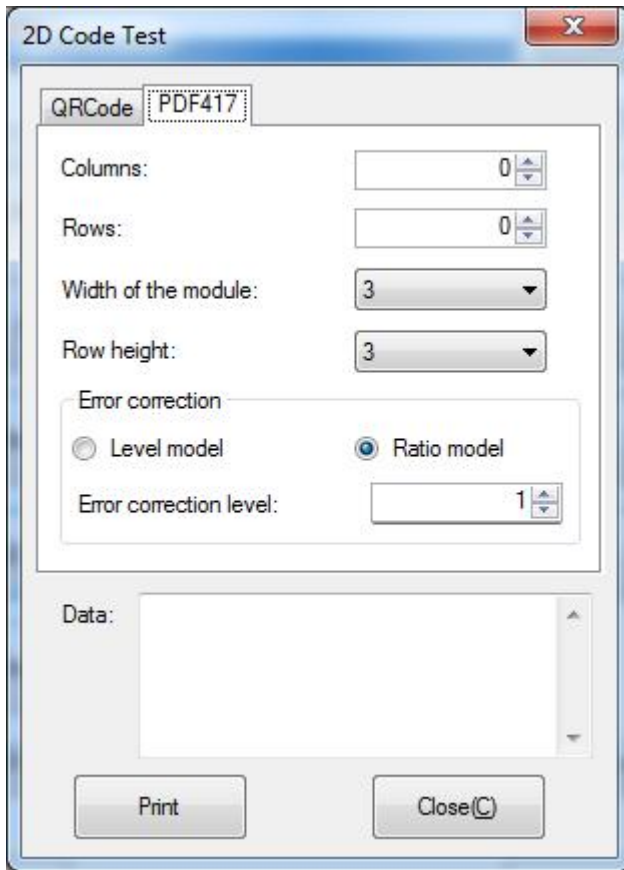 2D Code Test
QRCode PDF417
Columns: 0
Rows: 0
Width of the module: 3
Row height: 3
Error correction
Level model Ratio model
Error correction level: 1
Data:
Print Close(C)